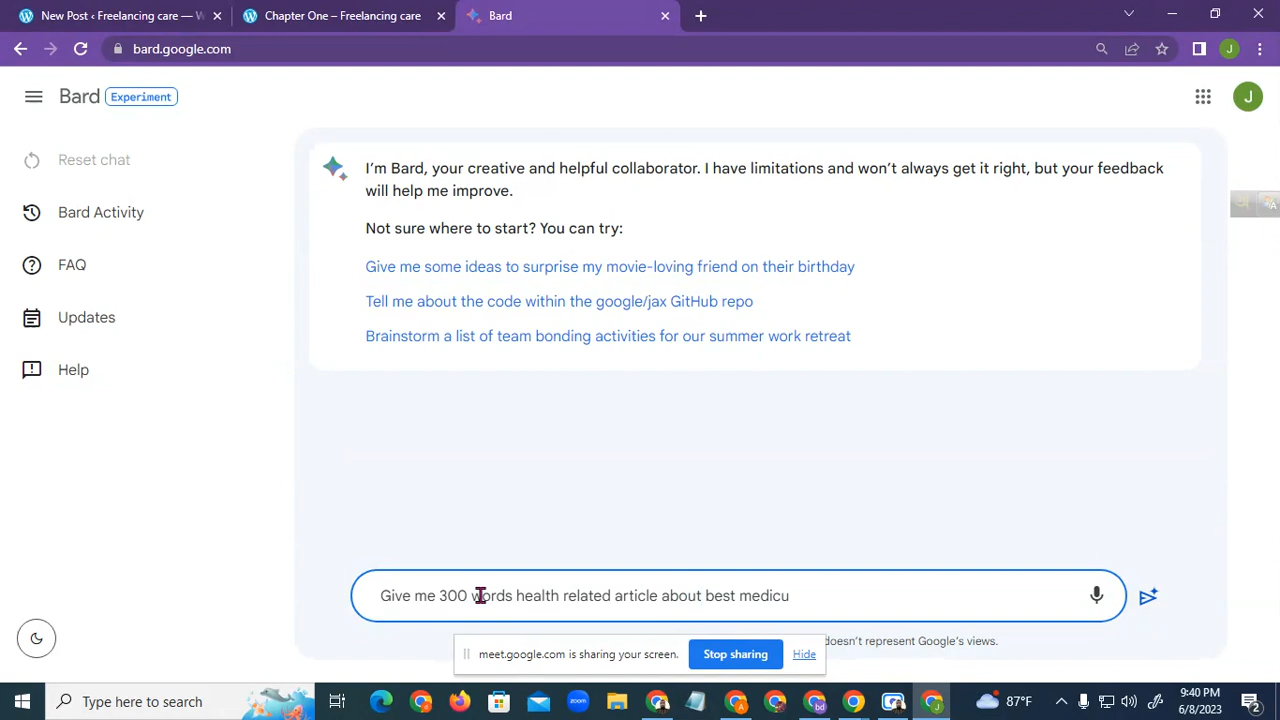 New Post ‹ Freelancing care — W
Chapter One – Freelancing care
Bard
bard.google.com
J
Bard
Experiment
J
Reset chat
Bard Activity
FAQ
Updates
Help
I’m Bard, your creative and helpful collaborator. I have limitations and won’t always get it right, but your feedback
will help me improve.
Not sure where to start? You can try:
Give me some ideas to surprise my movie-loving friend on their birthday
Tell me about the code within the google/jax GitHub repo
Brainstorm a list of team bonding activities for our summer work retreat
Give me 300 words health related article about best medicu
doesn’t represent Google’s views.
meet.google.com is sharing your screen.
Stop sharing
Hide
Type here to search
zoom
87°F
9:40 PM
6/8/2023
2